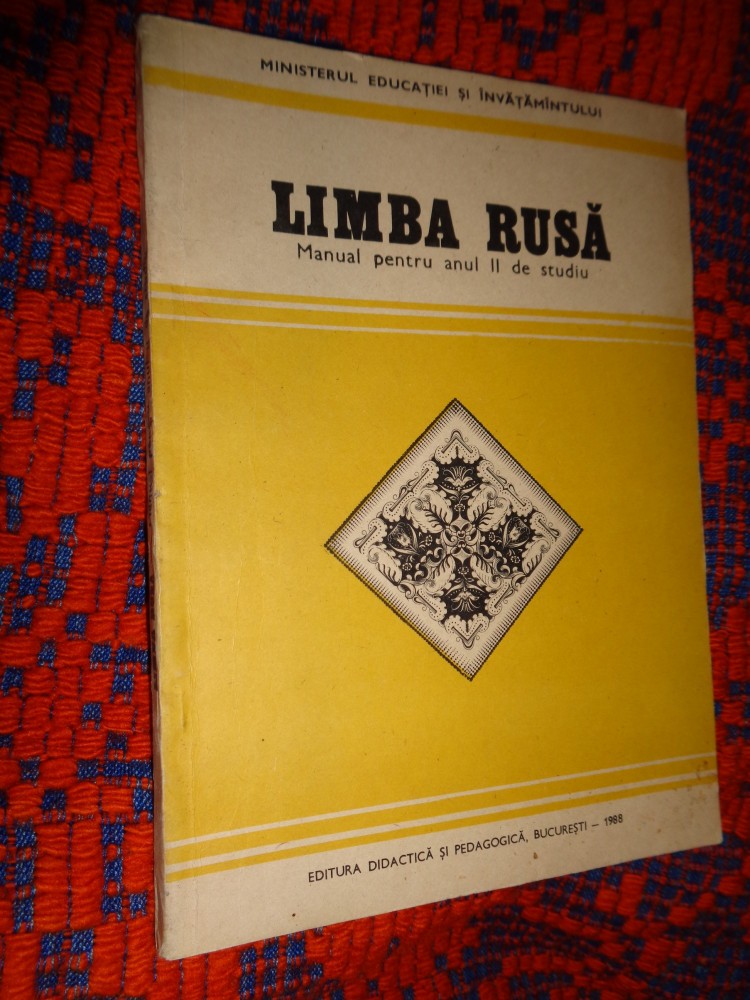 MINISTERUL EDUCAȚIEI ȘI ÎNVĂȚĂMÎNTULUI
LIMBA RUSĂ
Manual pentru anul II de studiu
EDITURA DIDACTICĂ ȘI PEDAGOGICĂ, BUCUREȘTI – 1988